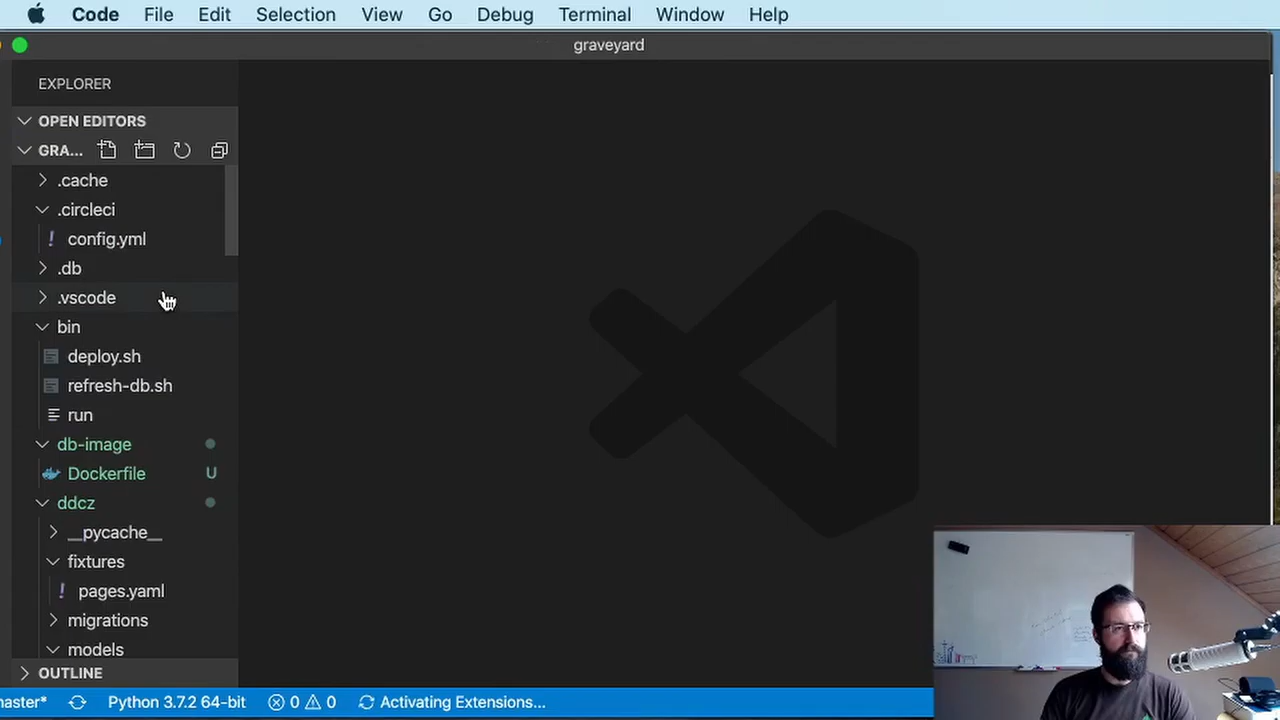 Code File Edit Selection View Go Debug Terminal Window Help
graveyard
EXPLORER
OPEN EDITORS
GRA...
.cache
.circleci
! config.yml
.db
.vscode
bin
deploy.sh
refresh-db.sh
run
db-image
Dockerfile U
ddcz
__pycache__
fixtures
! pages.yaml
migrations
models
OUTLINE
naster* Python 3.7.2 64-bit 0 0 Activating Extensions...